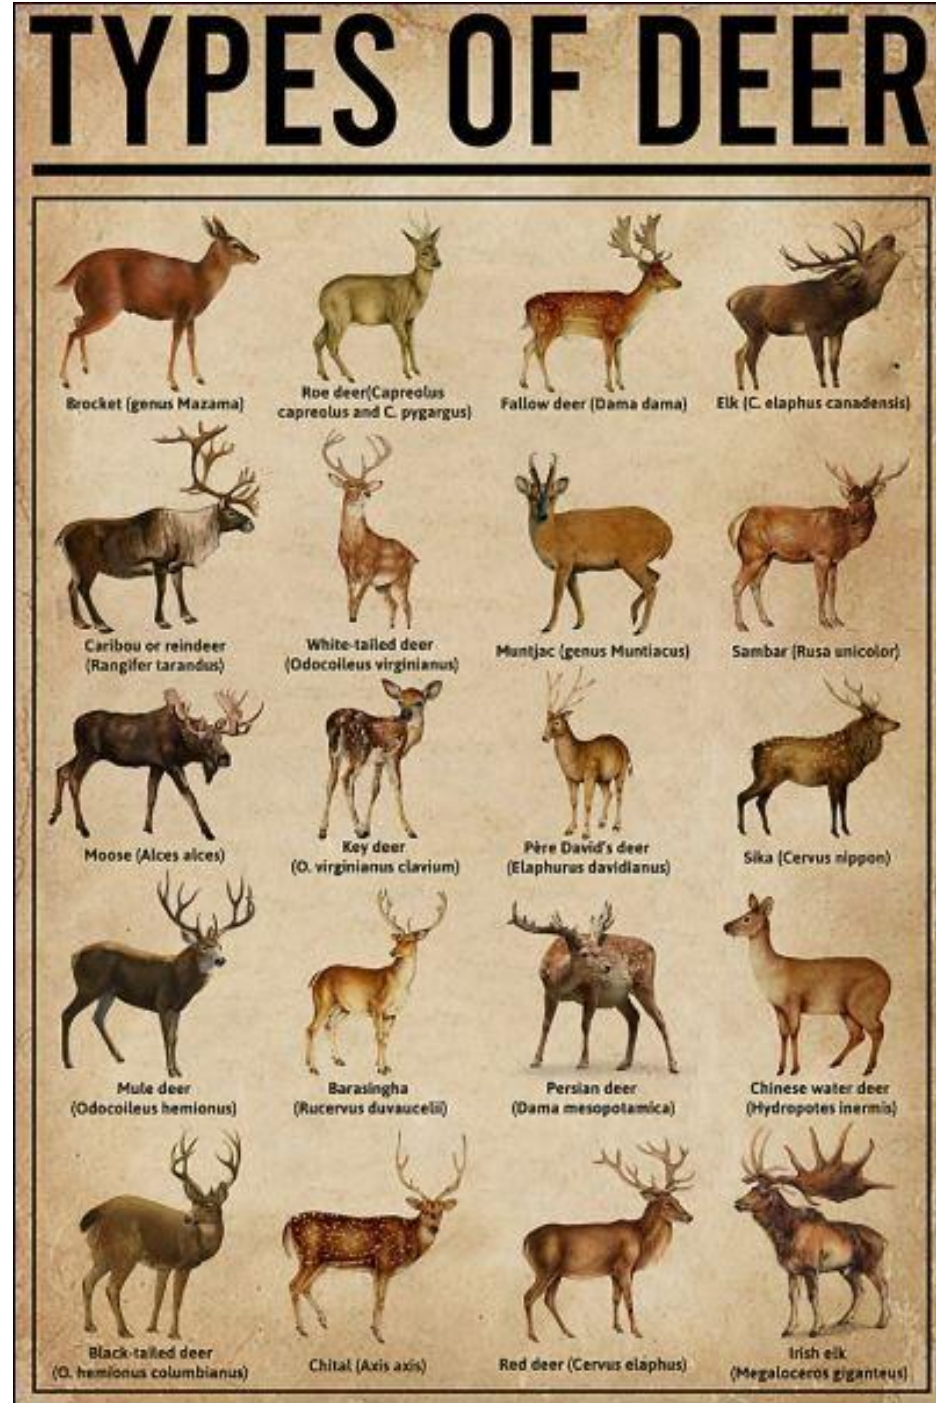 TYPES OF DEER
Brocket (genus Mazama)
Roe deer(Capreolus
capreolus and C. pygargus)
Fallow deer (Dama dama)
Elk (C. elaphus canadensis)
Caribou or reindeer
(Rangifer tarandus)
White-tailed deer
(Odocoileus virginianus)
Muntjac (genus Muntiacus)
Sambar (Rusa unicolor)
Moose (Alces alces)
Key deer
(O. virginianus clavium)
Père David's deer
(Elaphurus davidianus)
Sika (Cervus nippon)
Mule deer
(Odocoileus hemionus)
Barasingha
(Rucervus duvaucelii)
Persian deer
(Dama mesopotamica)
Chinese water deer
(Hydropotes inermis)
Black-tailed deer
(O. hemionus columbianus)
Chital (Axis axis)
Red deer (Cervus elaphus)
Irish elk
(Megaloceros giganteus)